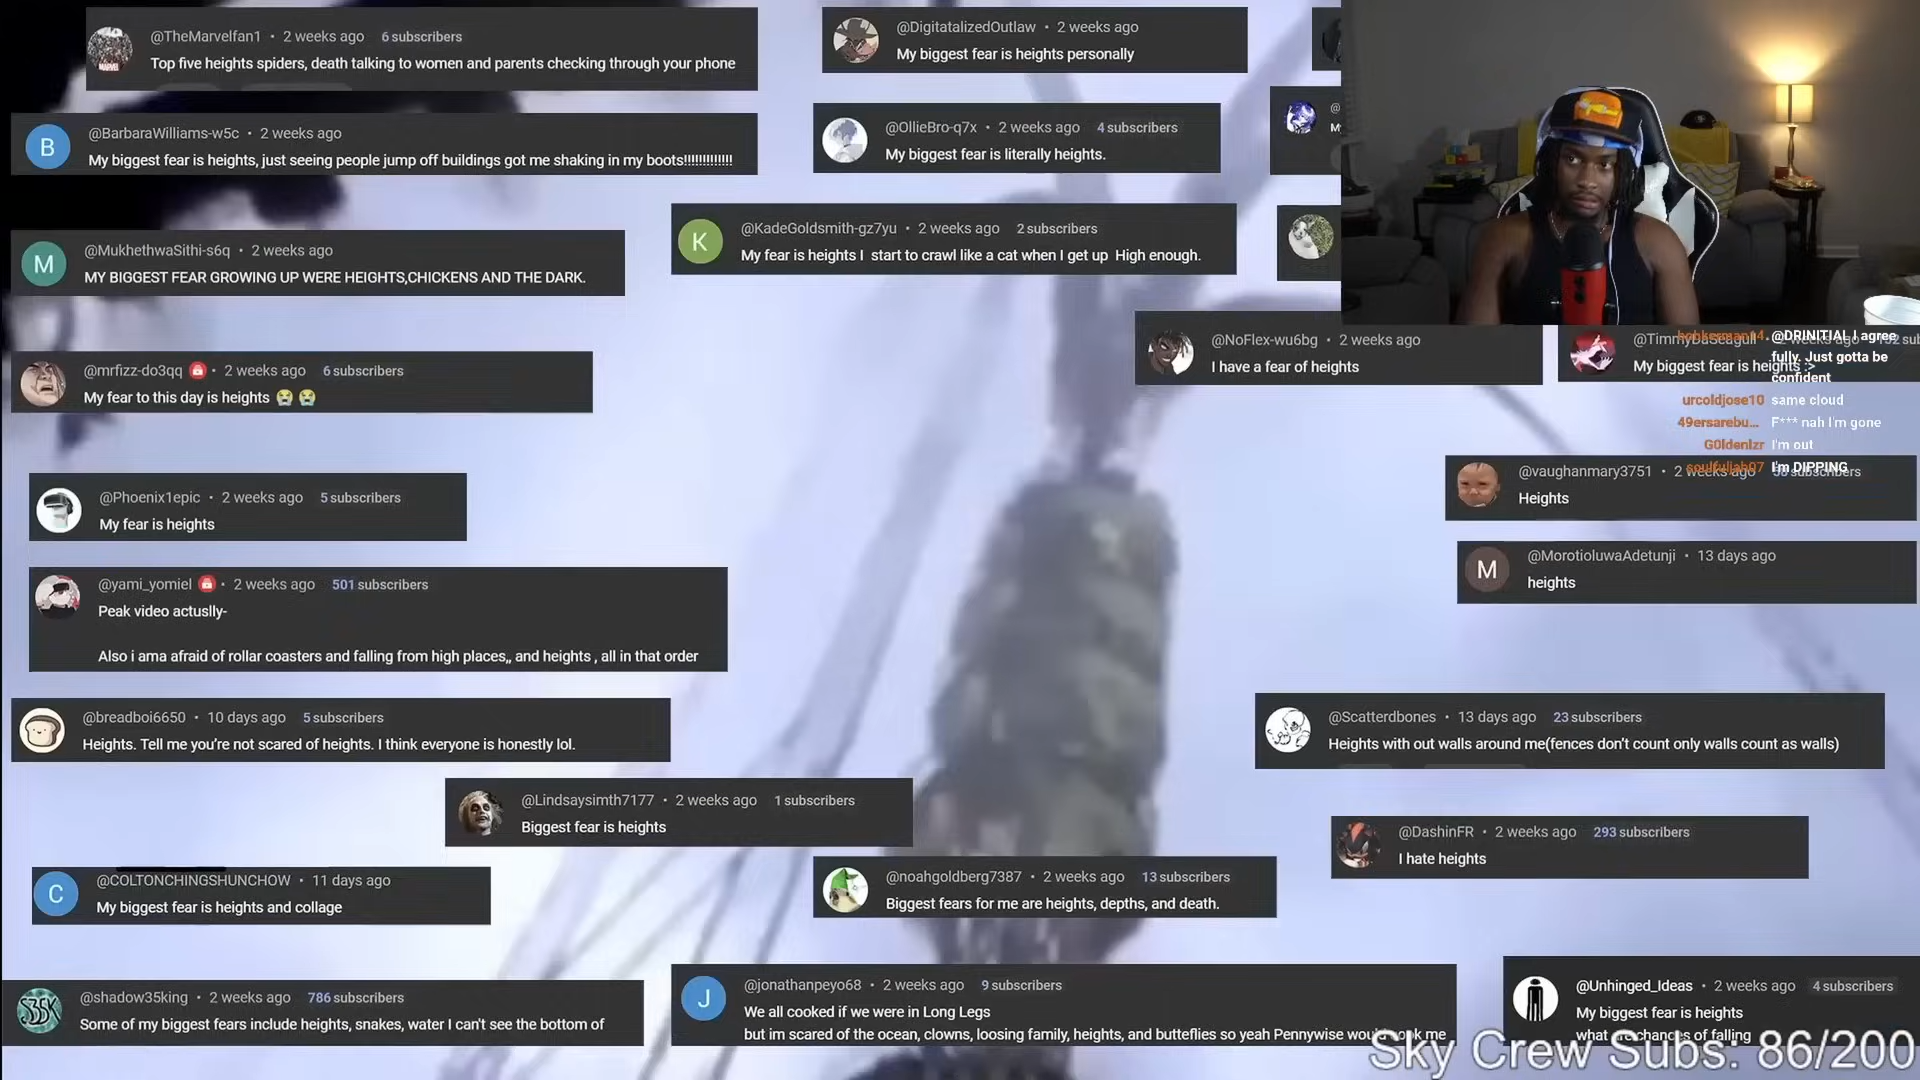 @TheMarvelfan1 • 2 weeks ago 6 subscribers
Top five heights spiders, death talking to women and parents checking through your phone
@DigitatalizedOutlaw • 2 weeks ago
My biggest fear is heights personally
@BarbaraWilliams-w5c • 2 weeks ago
My biggest fear is heights, just seeing people jump off buildings got me shaking in my boots!!!!!!!!!!!!!
@OllieBro-q7x • 2 weeks ago 4 subscribers
My biggest fear is literally heights.
@MukhethwaSithi-s6q • 2 weeks ago
MY BIGGEST FEAR GROWING UP WERE HEIGHTS,CHICKENS AND THE DARK.
@KadeGoldsmith-gz7yu • 2 weeks ago 2 subscribers
My fear is heights I start to crawl like a cat when I get up High enough.
@NoFlex-wu6bg • 2 weeks ago
I have a fear of heights
My biggest fear is heights :>
@DRINITIAL I agree
fully. Just gotta be
confident
urcoldjose10 same cloud
49ersarebu... F*** nah I'm gone
G0ldenlzr I'm out
soulfuljah07 I'm DIPPING
@mrfizz-do3qq • 2 weeks ago 6 subscribers
My fear to this day is heights 😭 😭
@vaughanmary3751 • 2 weeks ago
Heights
@Phoenix1epic • 2 weeks ago 5 subscribers
My fear is heights
@MorotioluwaAdetunji • 13 days ago
heights
@yami_yomiel • 2 weeks ago 501 subscribers
Peak video actuslly-
Also i ama afraid of rollar coasters and falling from high places,, and heights , all in that order
@breadboi6650 • 10 days ago 5 subscribers
Heights. Tell me you're not scared of heights. I think everyone is honestly lol.
@Scatterdbones • 13 days ago 23 subscribers
Heights with out walls around me(fences don't count only walls count as walls)
@Lindsaysimth7177 • 2 weeks ago 1 subscribers
Biggest fear is heights
@DashinFR • 2 weeks ago 293 subscribers
I hate heights
@COLTONCHINGSHUNCHOW • 11 days ago
My biggest fear is heights and collage
@noahgoldberg7387 • 2 weeks ago 13 subscribers
Biggest fears for me are heights, depths, and death.
@shadow35king • 2 weeks ago 786 subscribers
Some of my biggest fears include heights, snakes, water I can't see the bottom of
@jonathanpeyo68 • 2 weeks ago 9 subscribers
We all cooked if we were in Long Legs
but im scared of the ocean, clowns, loosing family, heights, and butteflies so yeah Pennywise would cook me
@Unhinged_Ideas • 2 weeks ago 4 subscribers
My biggest fear is heights
what are chances of falling
Sky Crew Subs: 86/200
B
M
K
M
C
J
S35K